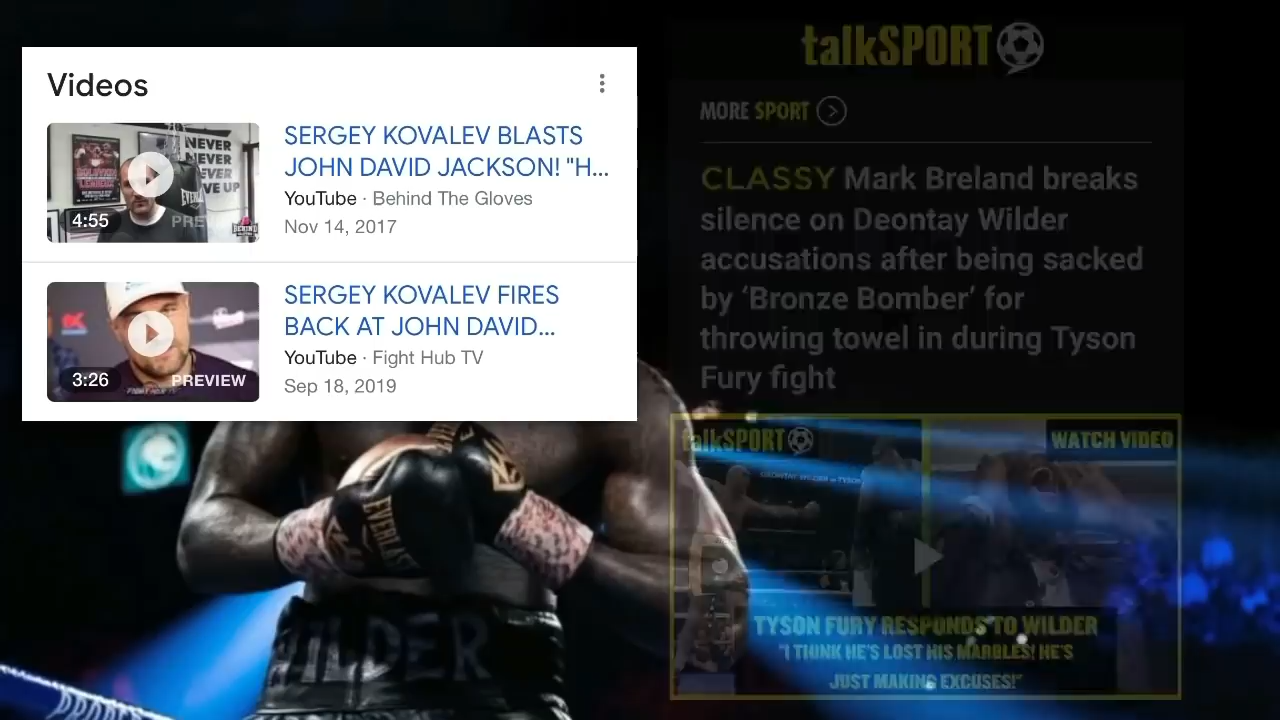 Videos
NEVER
NEVER
NEVER
4:55
SERGEY KOVALEV BLASTS
JOHN DAVID JACKSON! "H...
YouTube · Behind The Gloves
Nov 14, 2017
3:26
PREVIEW
SERGEY KOVALEV FIRES
BACK AT JOHN DAVID...
YouTube · Fight Hub TV
Sep 18, 2019
EVERLAST
WILDER
talkSPORT
MORE SPORT
CLASSY Mark Breland breaks
silence on Deontay Wilder
accusations after being sacked
by ‘Bronze Bomber’ for
throwing towel in during Tyson
Fury fight
talkSPORT
WATCH VIDEO
TYSON FURY RESPONDS TO WILDER
"I THINK HE'S LOST HIS MARBLES! HE'S
JUST MAKING EXCUSES!"